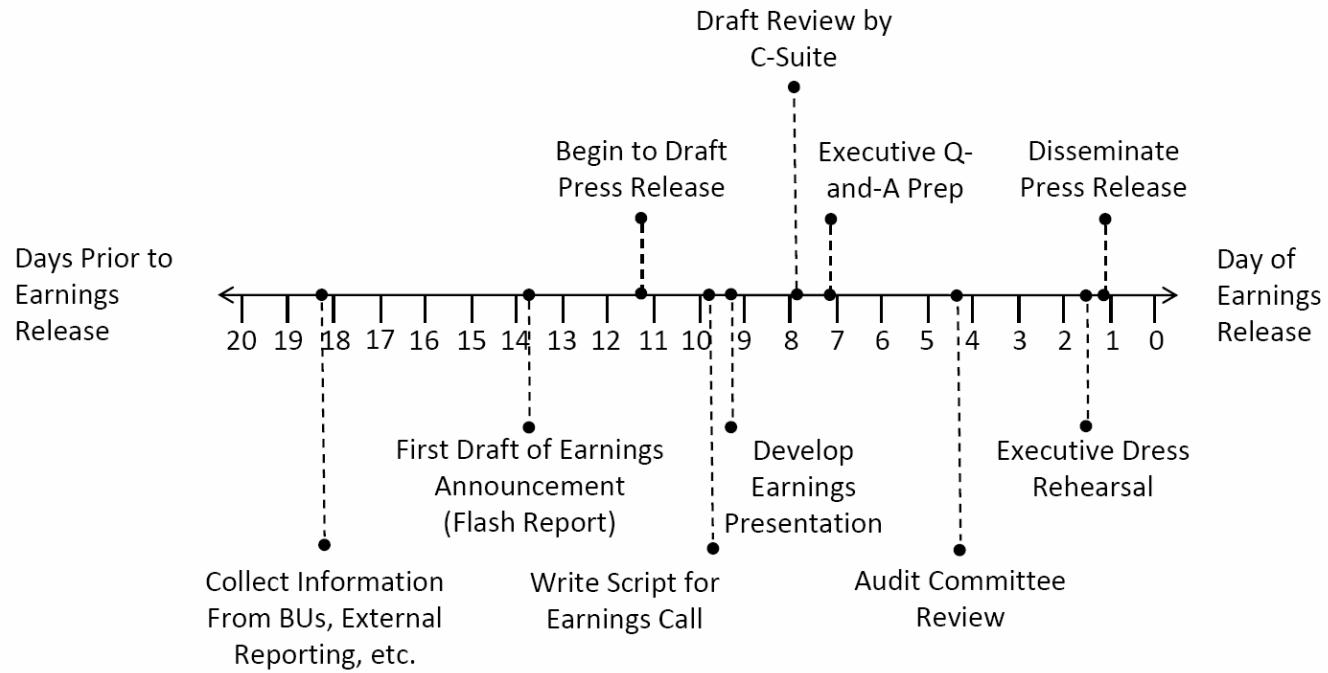 Draft Review by
C-Suite
Begin to Draft
Press Release
Executive Q-
and-A Prep
Disseminate
Press Release
Days Prior to
Earnings
Release
Day of
Earnings
Release
20 19 18 17 16 15 14 13 12 11 10 9 8 7 6 5 4 3 2 1 0
First Draft of Earnings
Announcement
(Flash Report)
Develop
Earnings
Presentation
Executive Dress
Rehearsal
Collect Information
From BUs, External
Reporting, etc.
Write Script for
Earnings Call
Audit Committee
Review